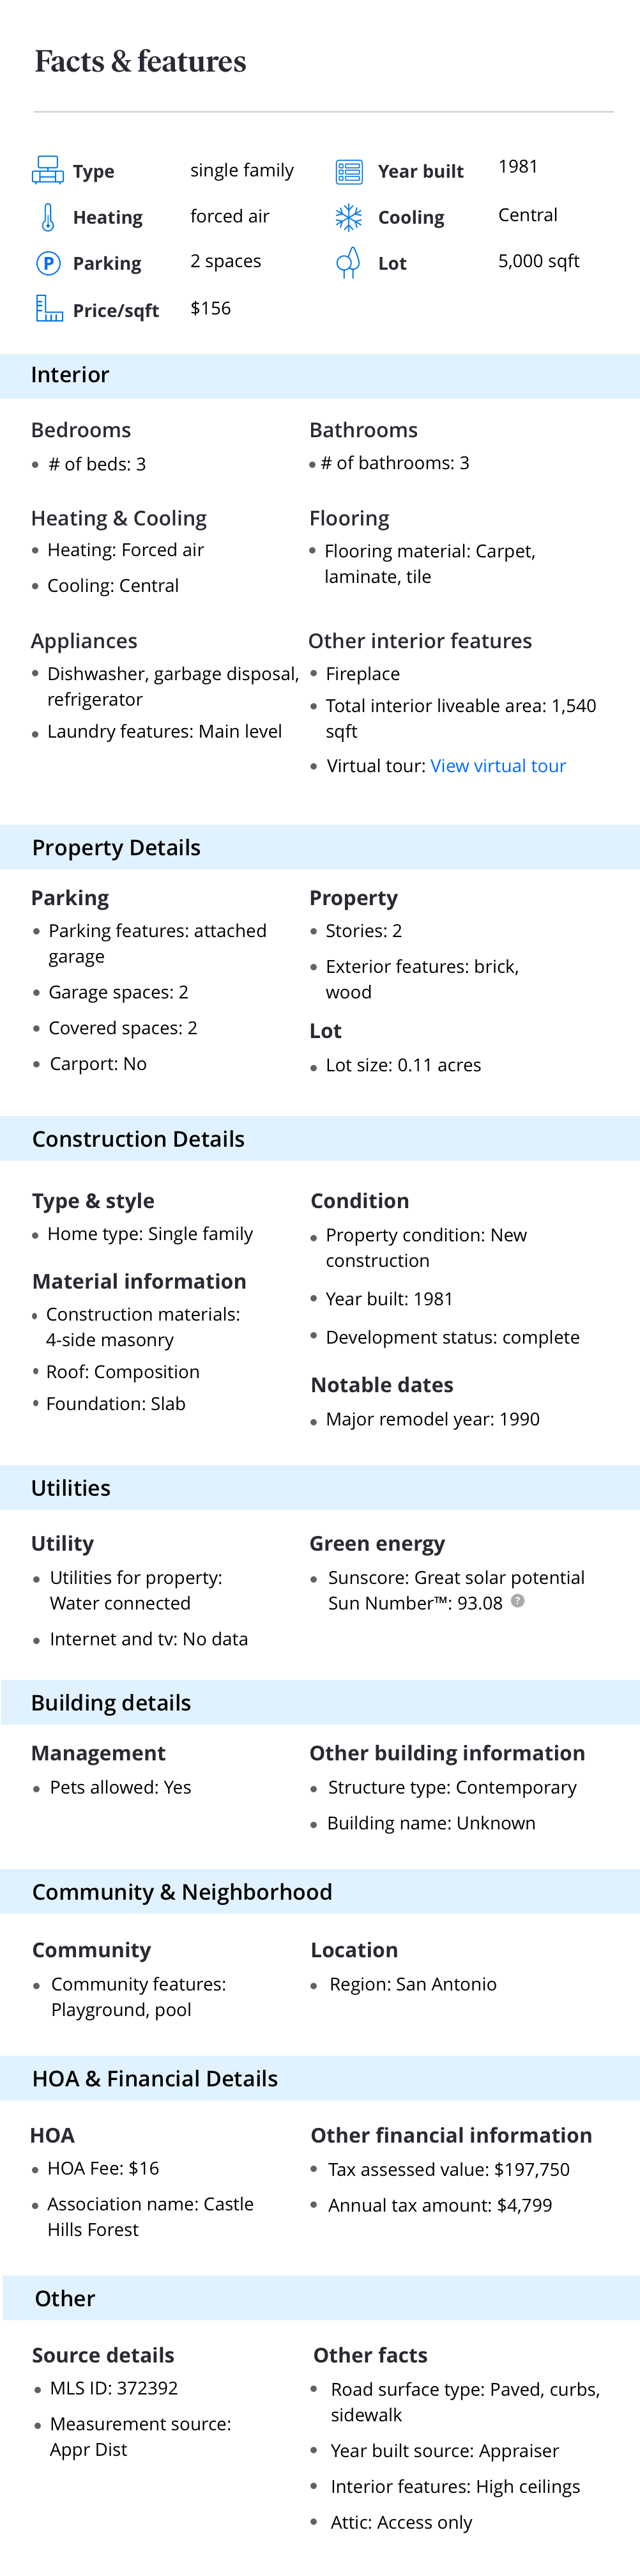 Facts & features
Type single family
Year built 1981
Heating forced air
Cooling Central
P Parking 2 spaces
Lot 5,000 sqft
Price/sqft $156
Interior
Bedrooms
• # of beds: 3
Bathrooms
• # of bathrooms: 3
Heating & Cooling
• Heating: Forced air
• Cooling: Central
Flooring
• Flooring material: Carpet,
laminate, tile
Appliances
• Dishwasher, garbage disposal,
refrigerator
• Laundry features: Main level
Other interior features
• Fireplace
• Total interior liveable area: 1,540
sqft
• Virtual tour: View virtual tour
Property Details
Parking
• Parking features: attached
garage
• Garage spaces: 2
• Covered spaces: 2
• Carport: No
Property
• Stories: 2
• Exterior features: brick,
wood
Lot
• Lot size: 0.11 acres
Construction Details
Type & style
• Home type: Single family
Material information
• Construction materials:
4-side masonry
• Roof: Composition
• Foundation: Slab
Condition
• Property condition: New
construction
• Year built: 1981
• Development status: complete
Notable dates
• Major remodel year: 1990
Utilities
Utility
• Utilities for property:
Water connected
• Internet and tv: No data
Green energy
• Sunscore: Great solar potential
Sun Number™: 93.08 ?
Building details
Management
• Pets allowed: Yes
Other building information
• Structure type: Contemporary
• Building name: Unknown
Community & Neighborhood
Community
• Community features:
Playground, pool
Location
• Region: San Antonio
HOA & Financial Details
HOA
• HOA Fee: $16
• Association name: Castle
Hills Forest
Other financial information
• Tax assessed value: $197,750
• Annual tax amount: $4,799
Other
Source details
• MLS ID: 372392
• Measurement source:
Appr Dist
Other facts
• Road surface type: Paved, curbs,
sidewalk
• Year built source: Appraiser
• Interior features: High ceilings
• Attic: Access only